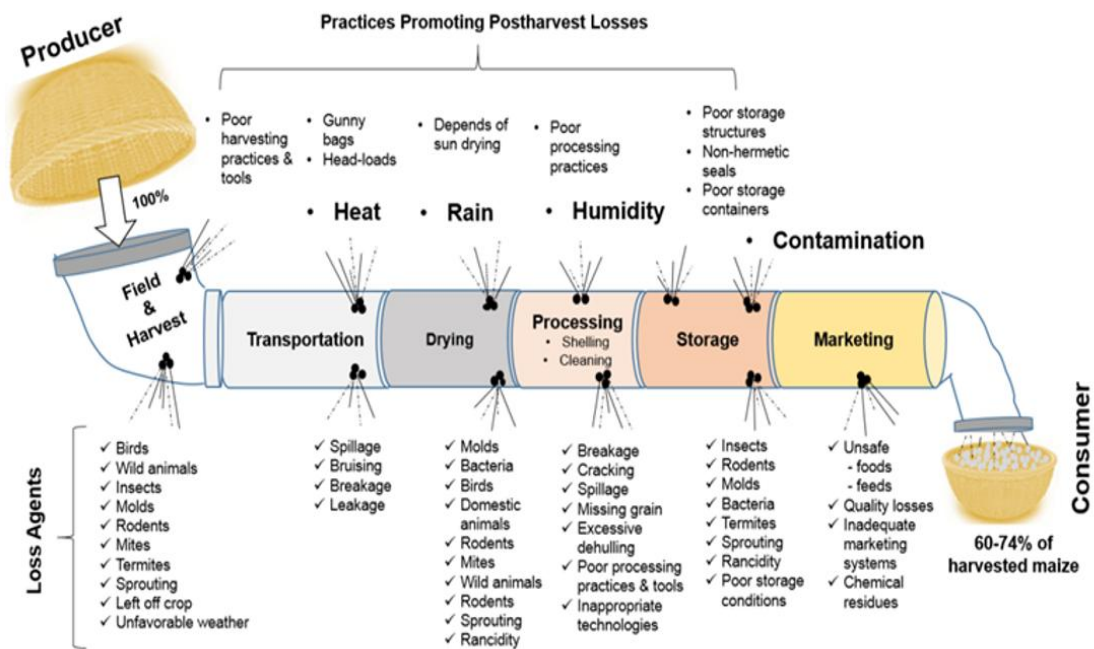 Practices Promoting Postharvest Losses
Producer
100%
• Poor
harvesting
practices &
tools
• Gunny
bags
• Head-loads
• Depends of
sun drying
• Poor
processing
practices
• Poor storage
structures
• Non-hermetic
seals
• Poor storage
containers
• Heat
• Rain
• Humidity
• Contamination
Field
&
Harvest
Transportation
Drying
Processing
• Shelling
• Cleaning
Storage
Marketing
Consumer
60-74% of
harvested maize
Loss Agents
✓ Birds
✓ Wild animals
✓ Insects
✓ Molds
✓ Rodents
✓ Mites
✓ Termites
✓ Sprouting
✓ Left off crop
✓ Unfavorable weather
✓ Spillage
✓ Bruising
✓ Breakage
✓ Leakage
✓ Molds
✓ Bacteria
✓ Birds
✓ Domestic
animals
✓ Rodents
✓ Mites
✓ Wild animals
✓ Rodents
✓ Sprouting
✓ Rancidity
✓ Breakage
✓ Cracking
✓ Spillage
✓ Missing grain
✓ Excessive
dehulling
✓ Poor processing
practices & tools
✓ Inappropriate
technologies
✓ Insects
✓ Rodents
✓ Molds
✓ Bacteria
✓ Termites
✓ Sprouting
✓ Rancidity
✓ Poor storage
conditions
✓ Unsafe
- foods
- feeds
✓ Quality losses
✓ Inadequate
marketing
systems
✓ Chemical
residues